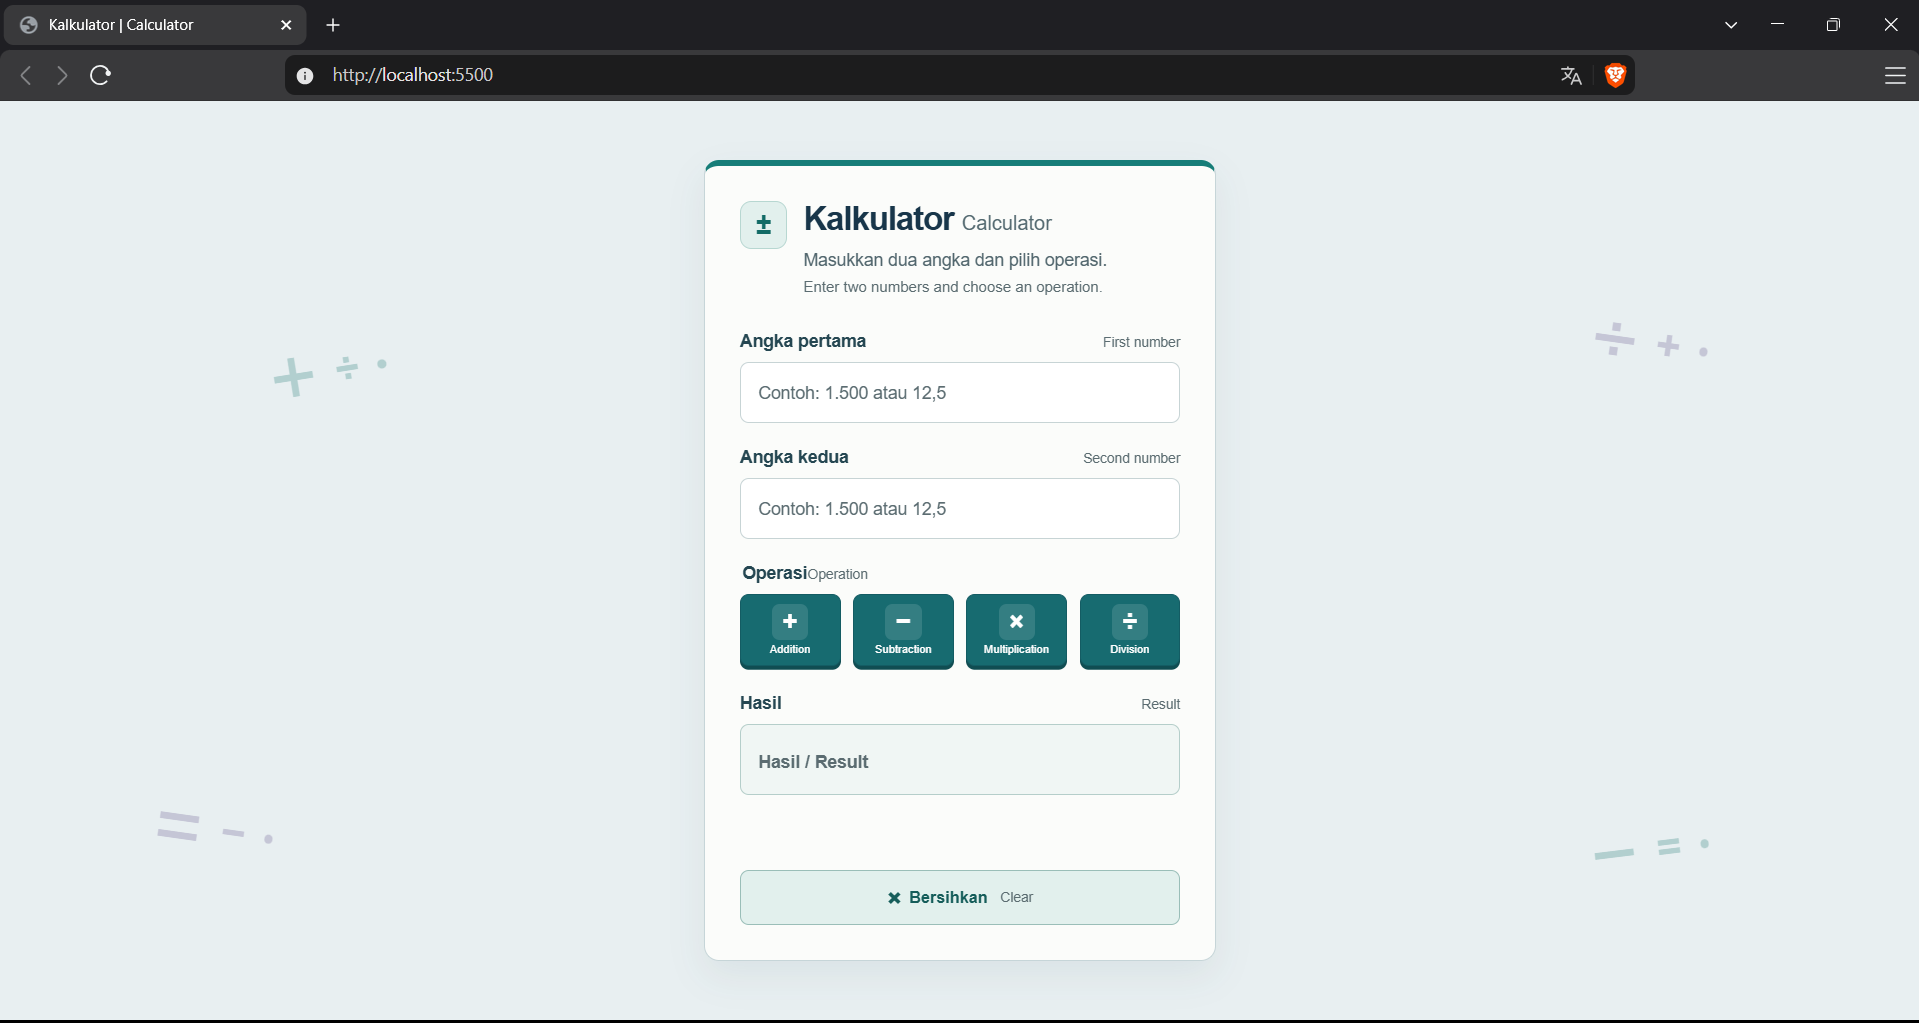 Kalkulator | Calculator
http://localhost:5500
±
Kalkulator Calculator
Masukkan dua angka dan pilih operasi.
Enter two numbers and choose an operation.
Angka pertama First number
Contoh: 1.500 atau 12,5
Angka kedua Second number
Contoh: 1.500 atau 12,5
Operasi Operation
+ − × ÷
Addition Subtraction Multiplication Division
Hasil Result
Hasil / Result
× Bersihkan Clear
+ ÷ ·
÷ + ·
= − ·
− = ·